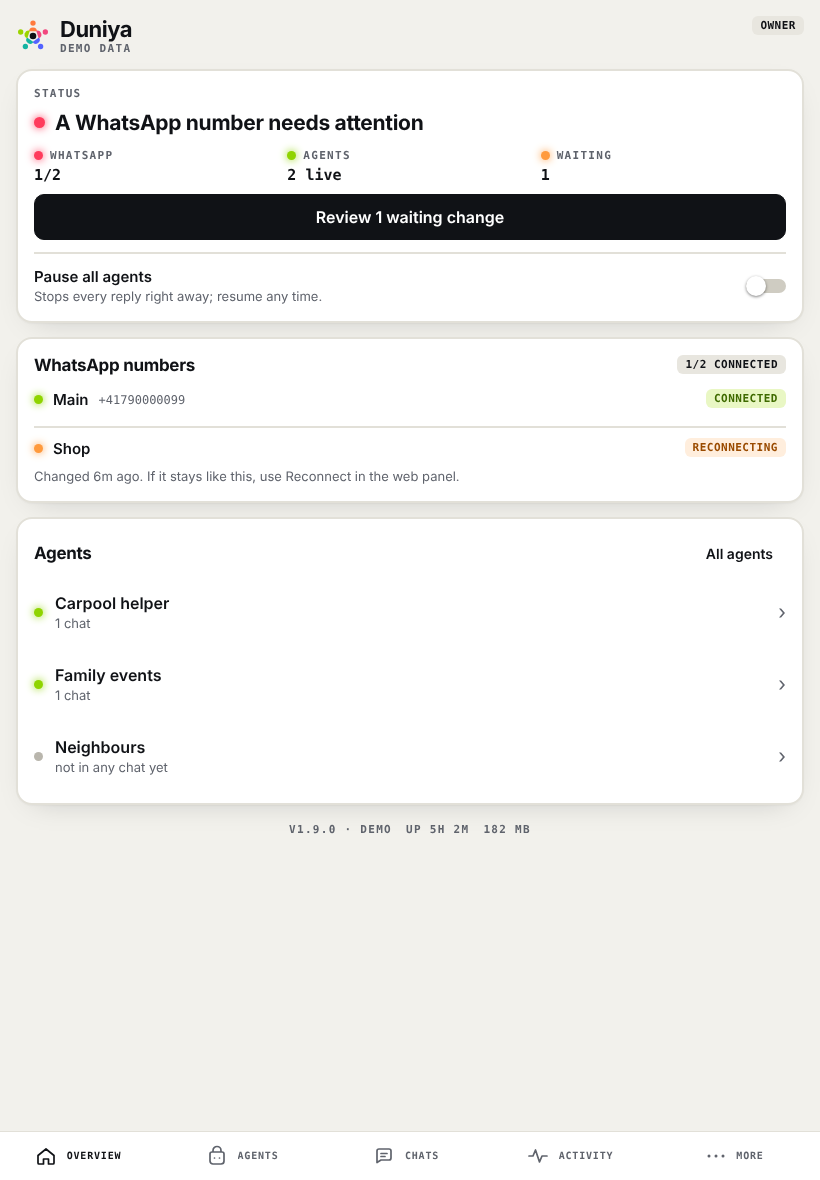 Duniya
DEMO DATA
OWNER
STATUS
A WhatsApp number needs attention
WHATSAPP
1/2
AGENTS
2 live
WAITING
1
Review 1 waiting change
Pause all agents
Stops every reply right away; resume any time.
WhatsApp numbers
1/2 CONNECTED
Main +41790000099
CONNECTED
Shop
RECONNECTING
Changed 6m ago. If it stays like this, use Reconnect in the web panel.
Agents
All agents
Carpool helper
1 chat
Family events
1 chat
Neighbours
not in any chat yet
V1.9.0 · DEMO UP 5H 2M 182 MB
OVERVIEW
AGENTS
CHATS
ACTIVITY
MORE